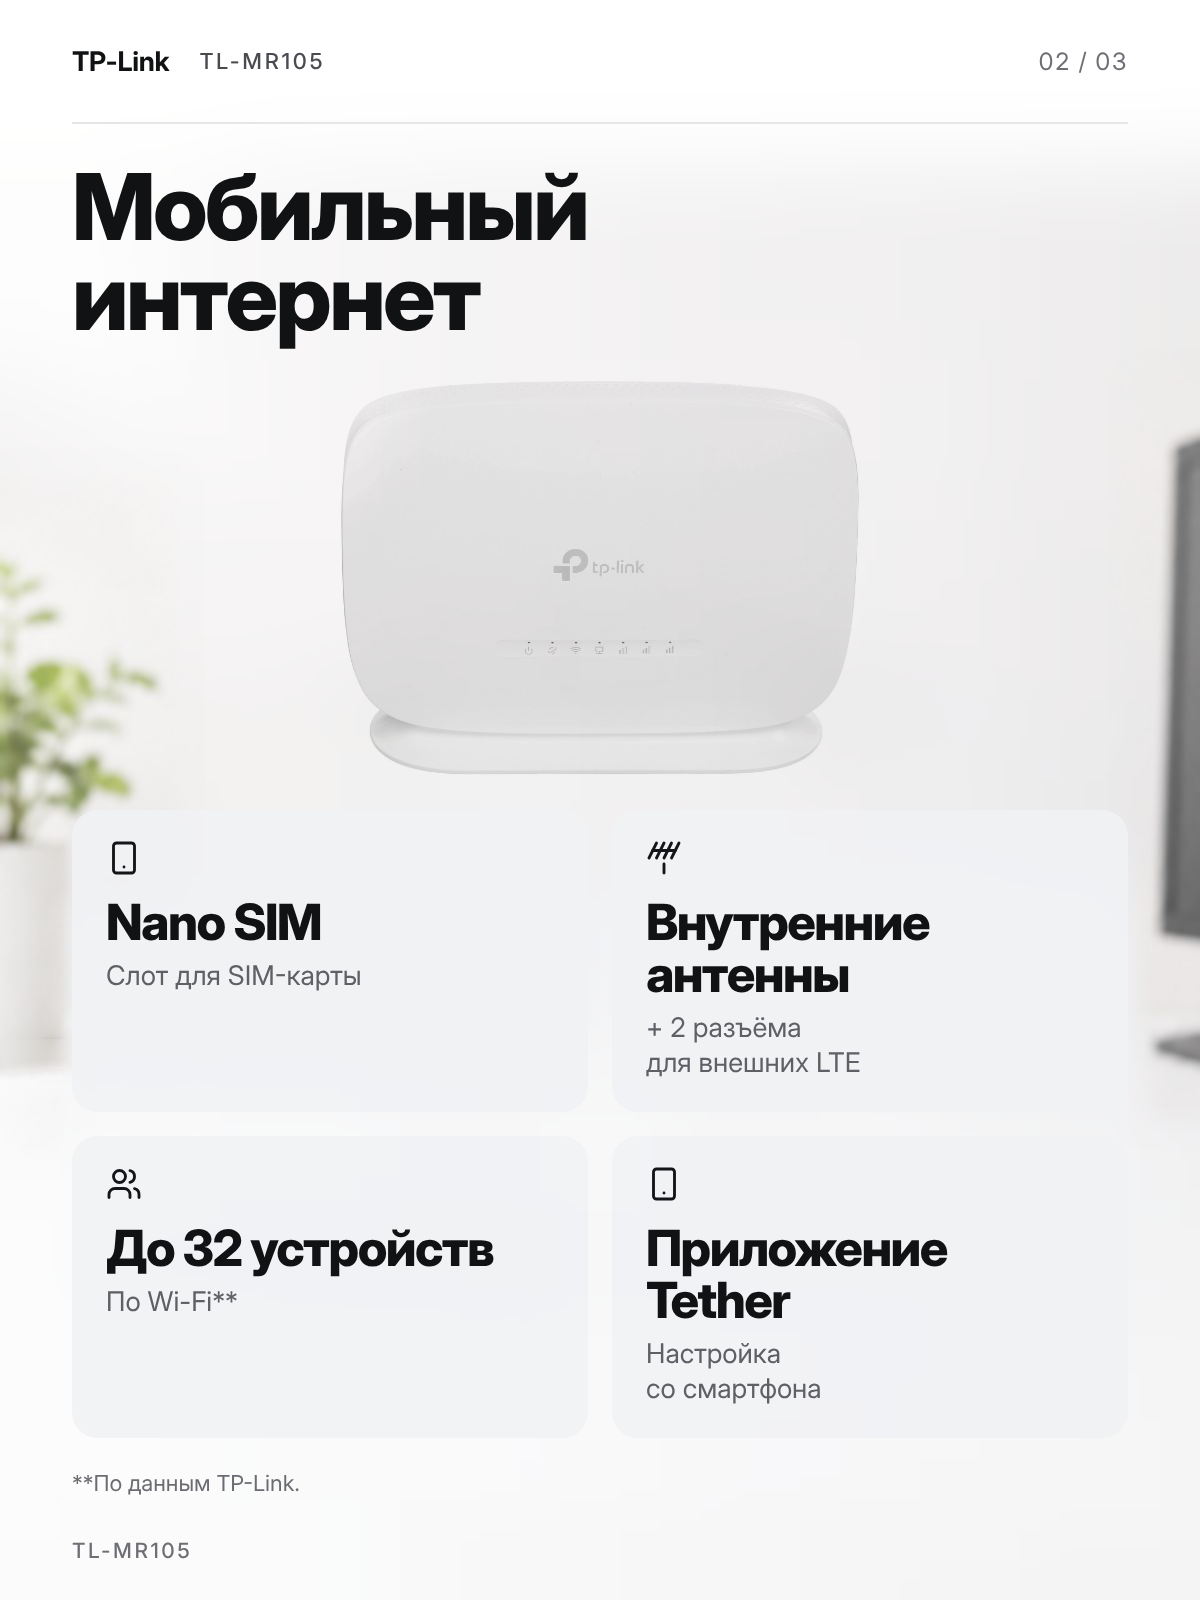 TP-Link TL-MR105 02 / 03
Мобильный
интернет
tp-link
Nano SIM
Слот для SIM-карты
Внутренние
антенны
+ 2 разъёма
для внешних LTE
До 32 устройств
По Wi-Fi**
Приложение
Tether
Настройка
со смартфона
**По данным TP-Link.
TL-MR105